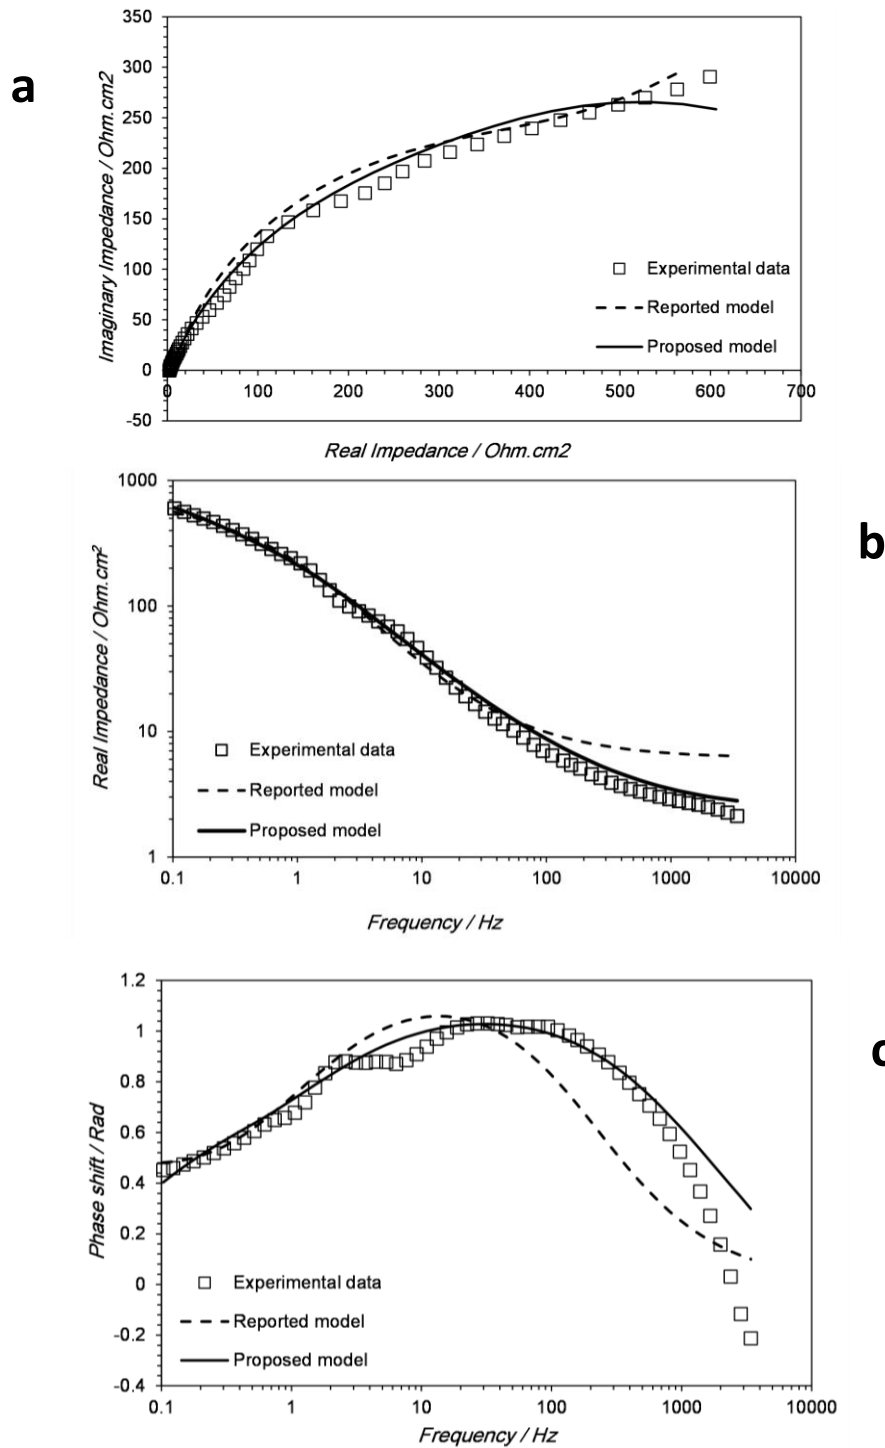 a
350
300
250
200
150
100
50
0
-50
0 100 200 300 400 500 600 700
Imaginary Impedance / Ohm.cm2
Real Impedance / Ohm.cm2
Experimental data
Reported model
Proposed model
b
1000
100
10
1
0.1 1 10 100 1000 10000
Real Impedance / Ohm.cm²
Frequency / Hz
Experimental data
Reported model
Proposed model
1.2
1
0.8
0.6
0.4
0.2
0
-0.2
-0.4
0.1 1 10 100 1000 10000
Phase shift / Rad
Frequency / Hz
Experimental data
Reported model
Proposed model